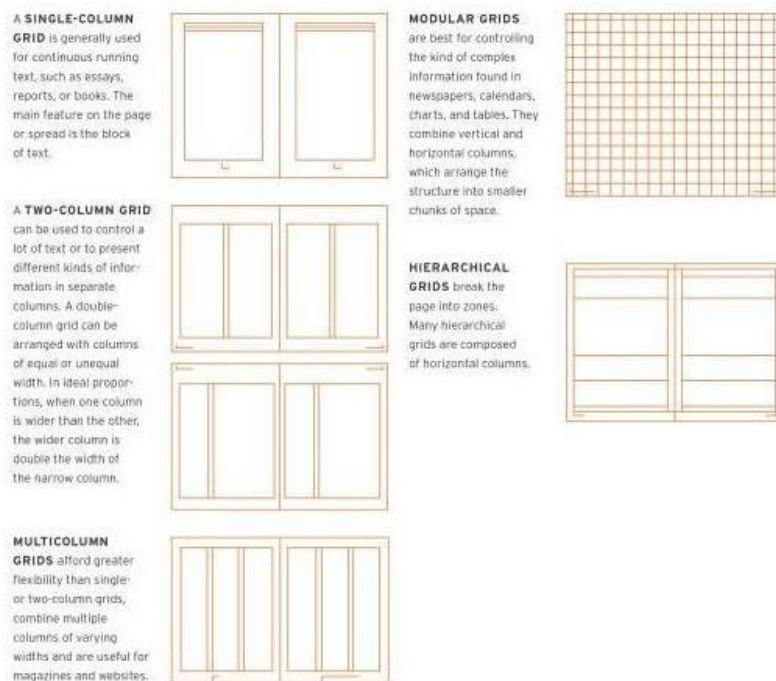 A SINGLE-COLUMN
GRID is generally used
for continuous running
text, such as essays,
reports, or books. The
main feature on the page
or spread is the block
of text.
A TWO-COLUMN GRID
can be used to control a
lot of text or to present
different kinds of infor-
mation in separate
columns. A double-
column grid can be
arranged with columns
of equal or unequal
width. In ideal propor-
tions, when one column
is wider than the other,
the wider column is
double the width of
the narrow column.
MULTICOLUMN
GRIDS afford greater
flexibility than single-
or two-column grids,
combine multiple
columns of varying
widths and are useful for
magazines and websites.
MODULAR GRIDS
are best for controlling
the kind of complex
information found in
newspapers, calendars,
charts, and tables. They
combine vertical and
horizontal columns,
which arrange the
structure into smaller
chunks of space.
HIERARCHICAL
GRIDS break the
page into zones.
Many hierarchical
grids are composed
of horizontal columns.